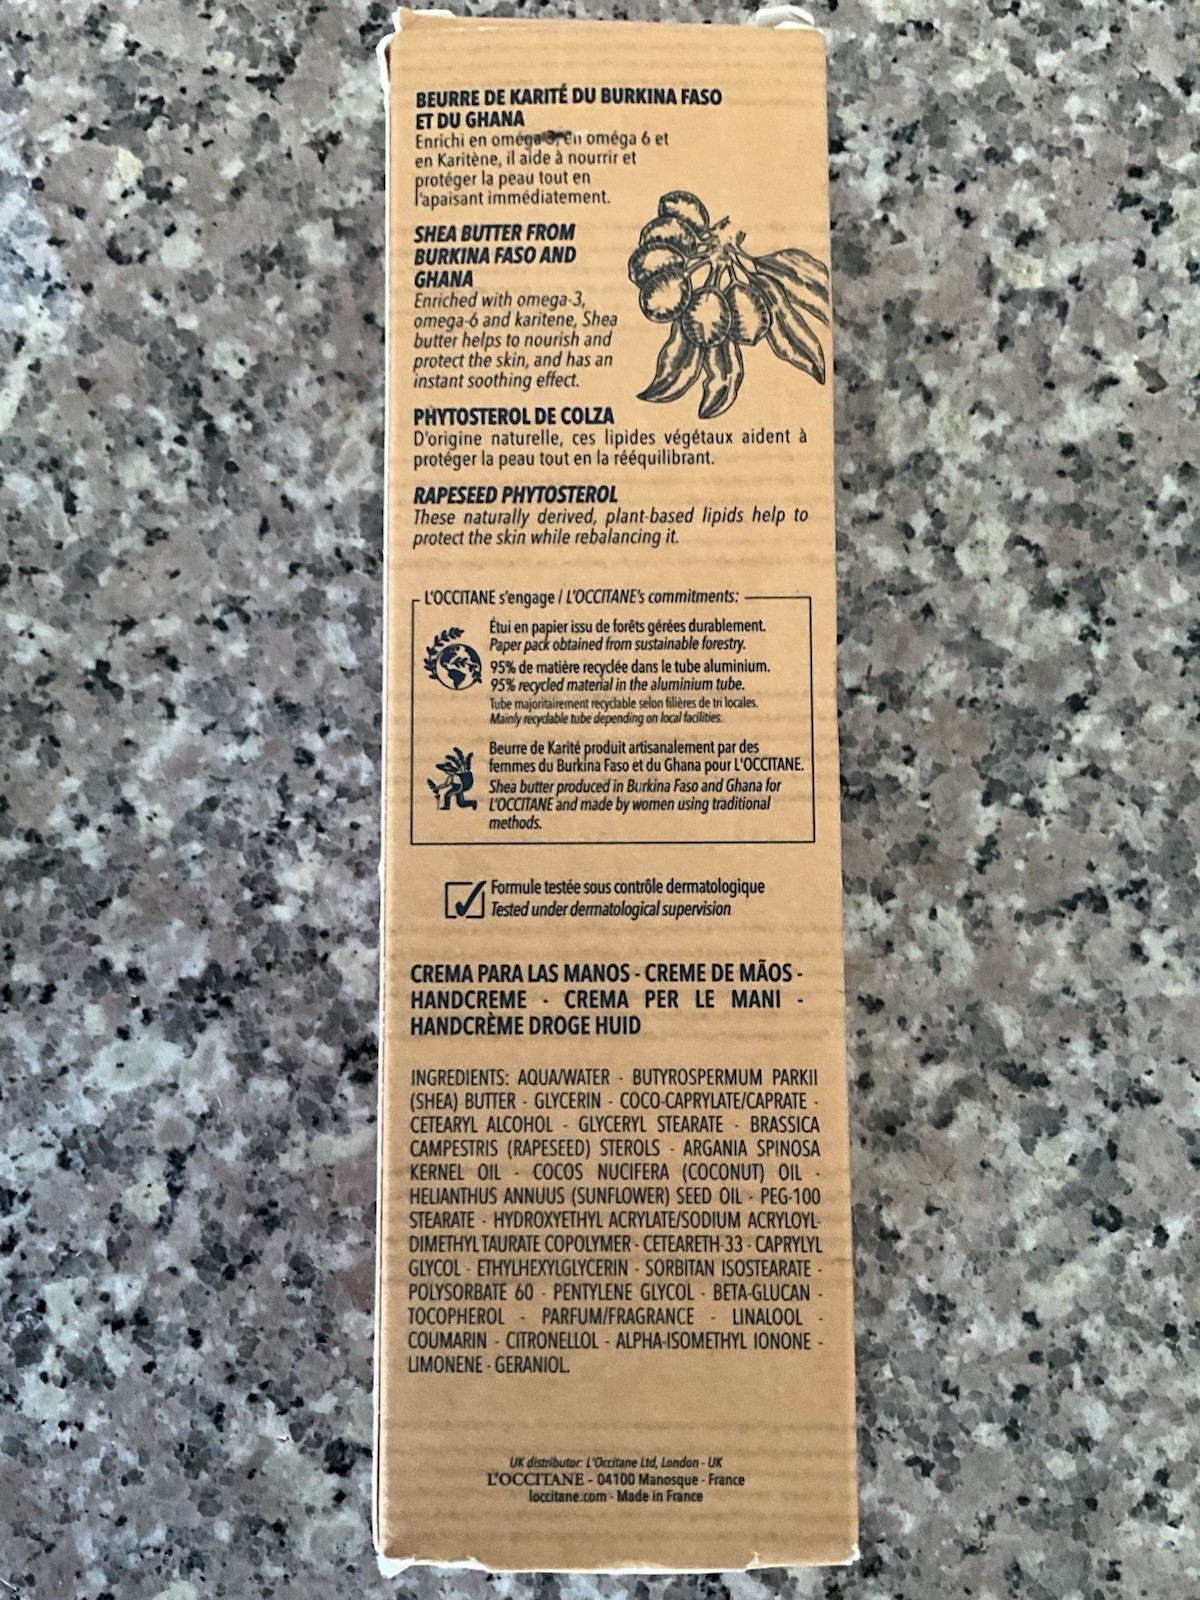 BEURRE DE KARITÉ DU BURKINA FASO
ET DU GHANA
Enrichi en oméga 3, en oméga 6 et
en Karitène, il aide à nourrir et
protéger la peau tout en
l'apaisant immédiatement.
SHEA BUTTER FROM
BURKINA FASO AND
GHANA
Enriched with omega-3,
omega-6 and karitene, Shea
butter helps to nourish and
protect the skin, and has an
instant soothing effect.
PHYTOSTEROL DE COLZA
D'origine naturelle, ces lipides végétaux aident à
protéger la peau tout en la rééquilibrant.
RAPESEED PHYTOSTEROL
These naturally derived, plant-based lipids help to
protect the skin while rebalancing it.
L'OCCITANE s'engage / L'OCCITANE's commitments:
Étui en papier issu de forêts gérées durablement.
Paper pack obtained from sustainable forestry.
95% de matière recyclée dans le tube aluminium.
95% recycled material in the aluminium tube.
Tube majoritairement recyclable selon filières de tri locales.
Mainly recyclable tube depending on local facilities.
Beurre de Karité produit artisanalement par des
femmes du Burkina Faso et du Ghana pour L'OCCITANE.
Shea butter produced in Burkina Faso and Ghana for
L'OCCITANE and made by women using traditional
methods.
Formule testée sous contrôle dermatologique
Tested under dermatological supervision
CREMA PARA LAS MANOS - CREME DE MÃOS -
HANDCREME - CREMA PER LE MANI -
HANDCRÈME DROGE HUID
INGREDIENTS: AQUA/WATER - BUTYROSPERMUM PARKII
(SHEA) BUTTER - GLYCERIN - COCO-CAPRYLATE/CAPRATE -
CETEARYL ALCOHOL - GLYCERYL STEARATE - BRASSICA
CAMPESTRIS (RAPESEED) STEROLS - ARGANIA SPINOSA
KERNEL OIL - COCOS NUCIFERA (COCONUT) OIL -
HELIANTHUS ANNUUS (SUNFLOWER) SEED OIL - PEG-100
STEARATE - HYDROXYETHYL ACRYLATE/SODIUM ACRYLOYL-
DIMETHYL TAURATE COPOLYMER - CETEARETH-33 - CAPRYLYL
GLYCOL - ETHYLHEXYLGLYCERIN - SORBITAN ISOSTEARATE -
POLYSORBATE 60 - PENTYLENE GLYCOL - BETA-GLUCAN -
TOCOPHEROL - PARFUM/FRAGRANCE - LINALOOL -
COUMARIN - CITRONELLOL - ALPHA-ISOMETHYL IONONE -
LIMONENE - GERANIOL.
UK distributor: L'Occitane Ltd, London - UK
L'OCCITANE - 04100 Manosque - France
loccitane.com - Made in France